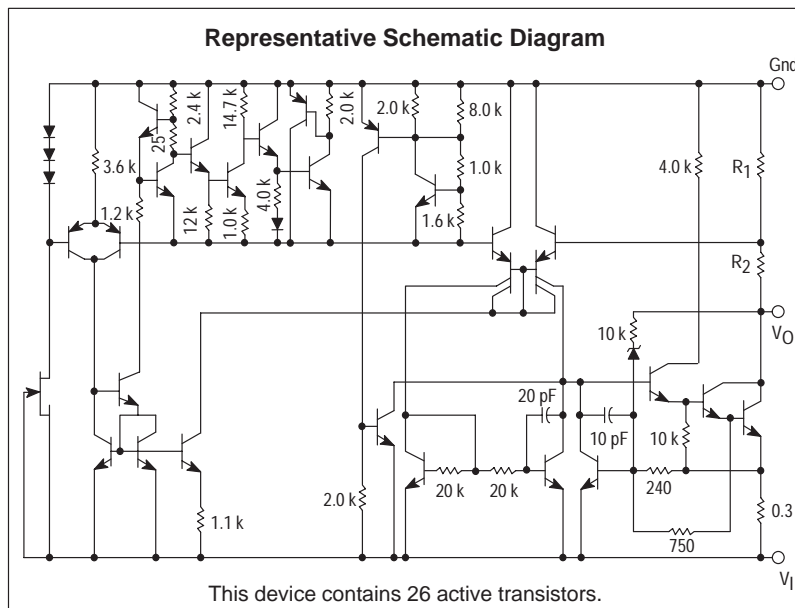 Representative Schematic Diagram
Gnd
2.4 k
14.7 k
2.0 k
2.0 k
8.0 k
25
3.6 k
4.0 k
1.0 k
4.0 k
R1
1.2 k
12 k
1.0 k
1.6 k
R2
VO
10 k
20 pF
10 pF
10 k
2.0 k
20 k
20 k
240
0.3
1.1 k
750
VI
This device contains 26 active transistors.